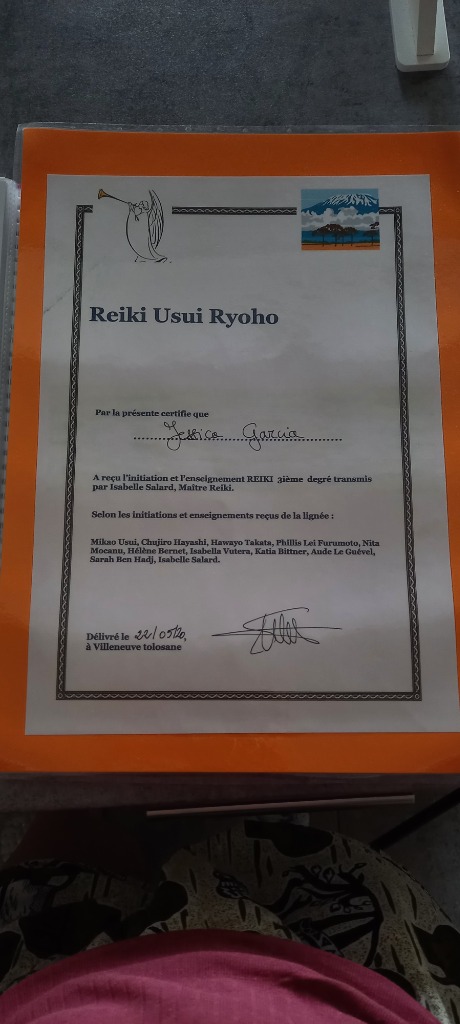 Reiki Usui Ryoho
Par la présente certifie que
Jessica Garcia
A reçu l'initiation et l'enseignement REIKI 3ième degré transmis
par Isabelle Salard, Maître Reiki.
Selon les initiations et enseignements reçus de la lignée :
Mikao Usui, Chujiro Hayashi, Hawayo Takata, Phillis Lei Furumoto, Nita
Mocanu, Hélène Bernet, Isabella Vutera, Katia Bittner, Aude Le Guével,
Sarah Ben Hadj, Isabelle Salard.
Délivré le 22/05/20,
à Villeneuve tolosane